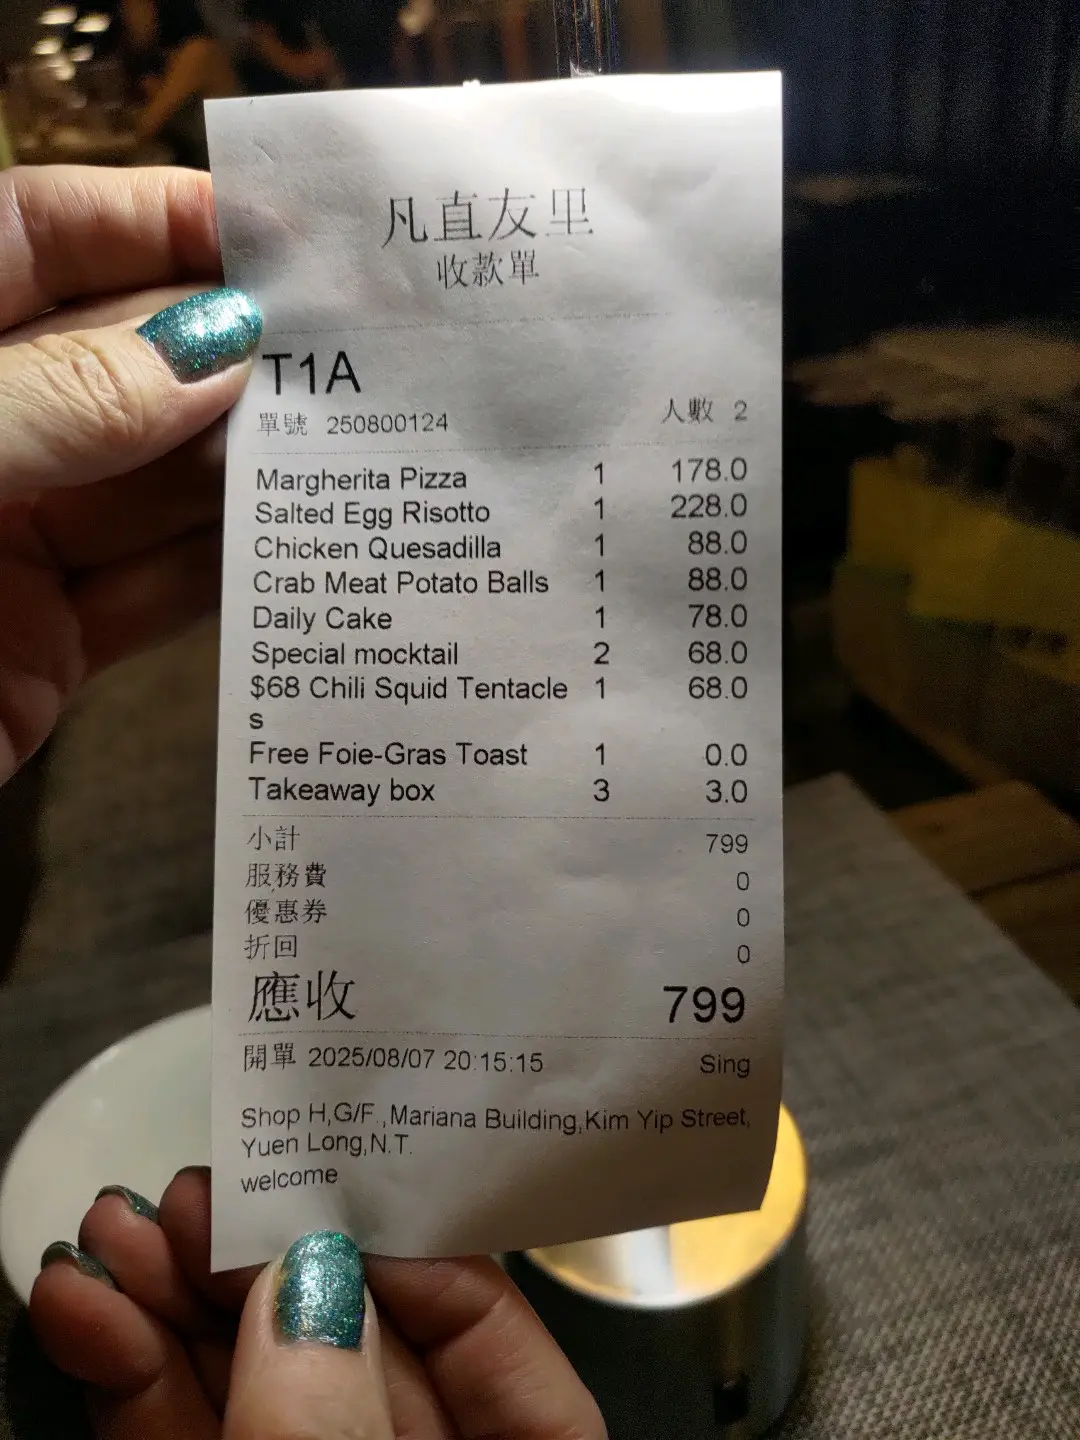 凡直友里
收款單
T1A
單號 250800124 人數 2
Margherita Pizza 1 178.0
Salted Egg Risotto 1 228.0
Chicken Quesadilla 1 88.0
Crab Meat Potato Balls 1 88.0
Daily Cake 1 78.0
Special mocktail 2 68.0
$68 Chili Squid Tentacle 1 68.0
s
Free Foie-Gras Toast 1 0.0
Takeaway box 3 3.0
小計 799
服務費 0
優惠券 0
折回 0
應收 799
開單 2025/08/07 20:15:15 Sing
Shop H,G/F.,Mariana Building,Kim Yip Street,
Yuen Long,N.T.
welcome